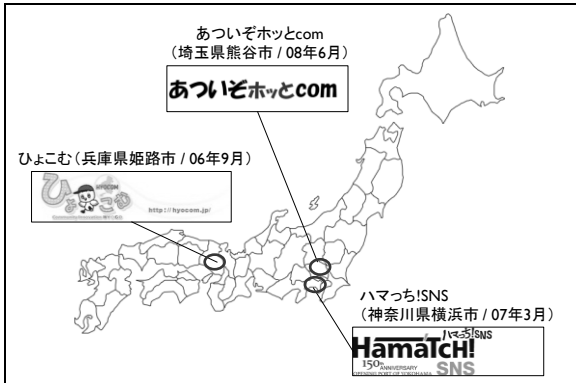 あついぞホッとcom
（埼玉県熊谷市 / 08年6月）
あついぞホッとcom
ひょこむ（兵庫県姫路市 / 06年9月）
ひょこむ
HYOCOM
http://hyocom.jp/
ハマっち!SNS
（神奈川県横浜市 / 07年3月）
ハマっち!SNS
HamaTCH!
150th
ANNIVERSARY
OPENING PORT OF YOKOHAMA
SNS